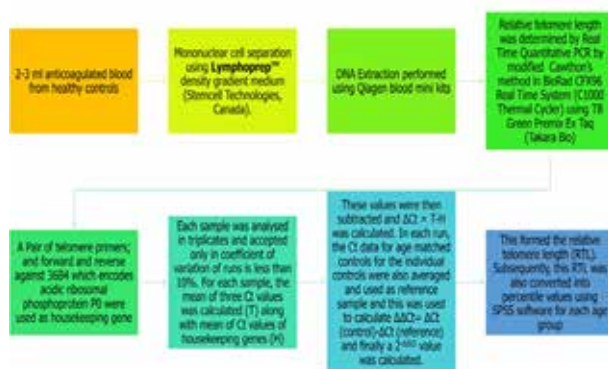 2-3 ml anticoagulated blood
from healthy controls
Mononuclear cell separation
using Lymphoprep™
density gradient medium
(Stemcell Technologies,
Canada).
DNA Extraction performed
using Qiagen blood mini kits
Relative telomere length
was determined by Real
Time Quantitative PCR by
modified Cawthon's
method in BioRad CFX96
Real Time System (C1000
Thermal Cycler) using TB
Green Premix Ex Taq
(Takara Bio)
A Pair of telomere primers;
and forward and reverse
against 36B4 which encodes
acidic ribosomal
phosphoprotein P0 were
used as housekeeping gene
Each sample was analysed
in triplicates and accepted
only in coefficient of
variation of runs is less than
10%. For each sample, the
mean of three Ct values
was calculated (T) along
with mean of Ct values of
housekeeping genes (H)
These values were then
subtracted and ΔCt = T-H
was calculated. In each run,
the Ct data for age matched
controls for the individual
controls were also averaged
and used as reference
sample and this was used
to calculate ΔΔCt= ΔCt
(control)-ΔCt (reference)
and finally a 2
value
was calculated.
This formed the relative
telomere length (RTL).
Subsequently, this RTL was
also converted into
percentile values using
SPSS software for each age
group